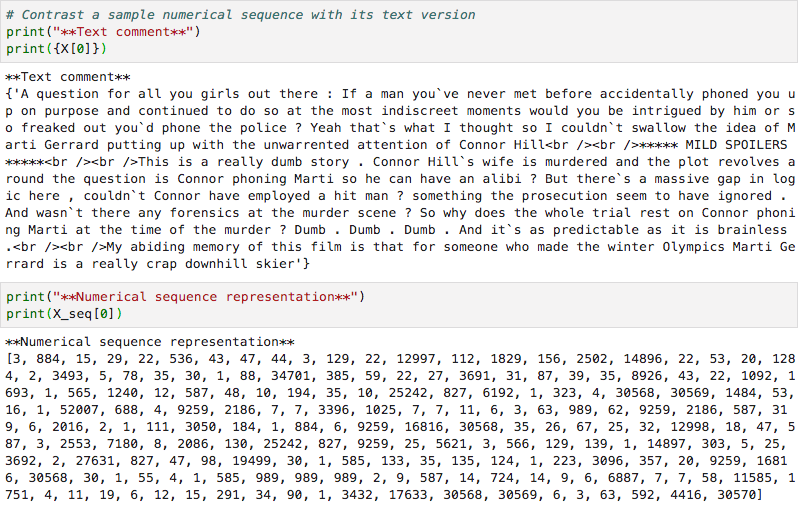 # Contrast a sample numerical sequence with its text version
print("**Text comment**")
print({X[0]})
**Text comment**
{'A question for all you girls out there : If a man you`ve never met before accidentally phoned you u
p on purpose and continued to do so at the most indiscreet moments would you be intrigued by him or s
o freaked out you`d phone the police ? Yeah that`s what I thought so I couldn`t swallow the idea of M
arti Gerrard putting up with the unwarrented attention of Connor Hill<br /><br />***** MILD SPOILERS
*****<br /><br />This is a really dumb story . Connor Hill`s wife is murdered and the plot revolves a
round the question is Connor phoning Marti so he can have an alibi ? But there`s a massive gap in log
ic here , couldn`t Connor have employed a hit man ? something the prosecution seem to have ignored .
And wasn`t there any forensics at the murder scene ? So why does the whole trial rest on Connor phoni
ng Marti at the time of the murder ? Dumb . Dumb . Dumb . And it`s as predictable as it is brainless
.<br /><br />My abiding memory of this film is that for someone who made the winter Olympics Marti Ge
rrard is a really crap downhill skier'}
print("**Numerical sequence representation**")
print(X_seq[0])
**Numerical sequence representation**
[3, 884, 15, 29, 22, 536, 43, 47, 44, 3, 129, 22, 12997, 112, 1829, 156, 2502, 14896, 22, 53, 20, 128
4, 2, 3493, 5, 78, 35, 30, 1, 88, 34701, 385, 59, 22, 27, 3691, 31, 87, 39, 35, 8926, 43, 22, 1092, 1
693, 1, 565, 1240, 12, 587, 48, 10, 194, 35, 10, 25242, 827, 6192, 1, 323, 4, 30568, 30569, 1484, 53,
16, 1, 52007, 688, 4, 9259, 2186, 7, 7, 3396, 1025, 7, 7, 11, 6, 3, 63, 989, 62, 9259, 2186, 587, 31
9, 6, 2016, 2, 1, 111, 3050, 184, 1, 884, 6, 9259, 16816, 30568, 35, 26, 67, 25, 32, 12998, 18, 47, 5
87, 3, 2553, 7180, 8, 2086, 130, 25242, 827, 9259, 25, 5621, 3, 566, 129, 139, 1, 14897, 303, 5, 25,
3692, 2, 27631, 827, 47, 98, 19499, 30, 1, 585, 133, 35, 135, 124, 1, 223, 3096, 357, 20, 9259, 1681
6, 30568, 30, 1, 55, 4, 1, 585, 989, 989, 989, 2, 9, 587, 14, 724, 14, 9, 6, 6887, 7, 7, 58, 11585, 1
751, 4, 11, 19, 6, 12, 15, 291, 34, 90, 1, 3432, 17633, 30568, 30569, 6, 3, 63, 592, 4416, 30570]